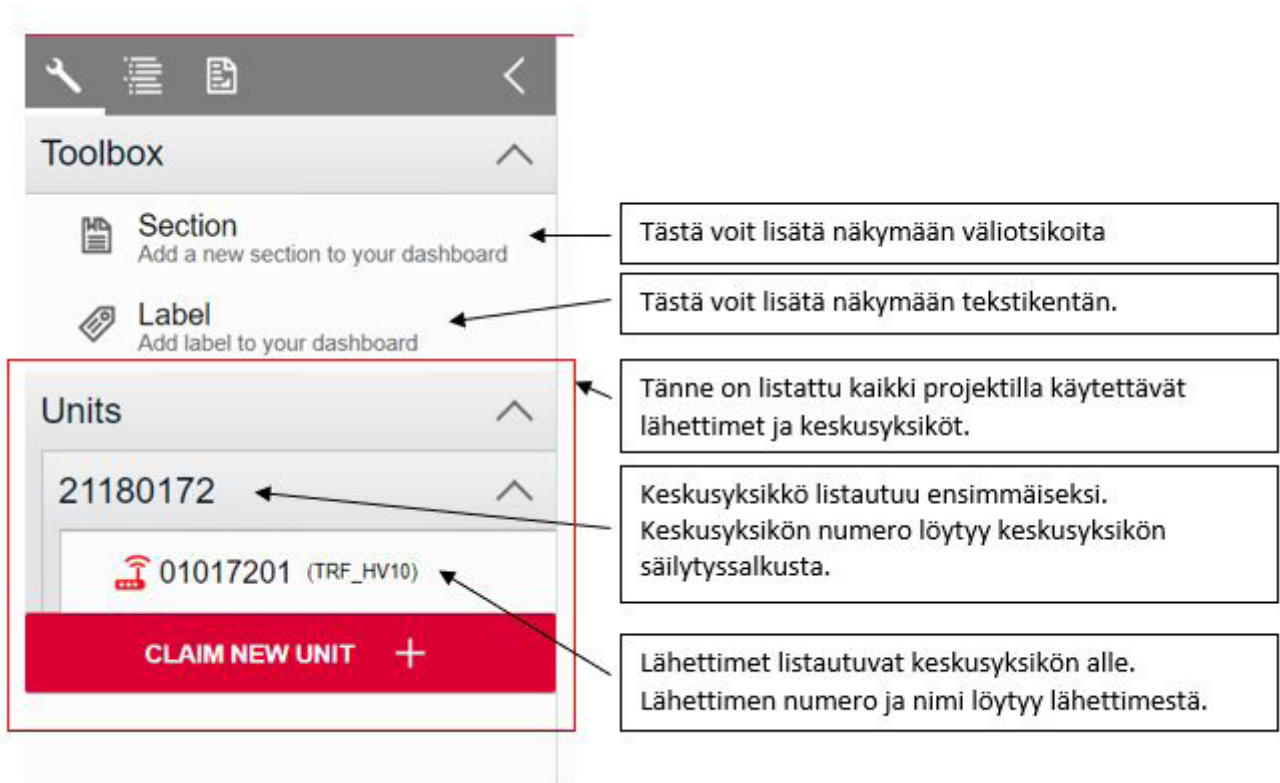 Toolbox
Section
Add a new section to your dashboard
Label
Add label to your dashboard
Units
21180172
01017201 (TRF_HV10)
CLAIM NEW UNIT +
Tästä voit lisätä näkymään väliotsikoita
Tästä voit lisätä näkymään tekstikentän.
Tänne on listattu kaikki projektilla käytettävät
lähettimet ja keskusyksiköt.
Keskusyksikkö listautuu ensimmäiseksi.
Keskusyksikön numero löytyy keskusyksikön
säilytyssalkusta.
Lähettimet listautuvat keskusyksikön alle.
Lähettimen numero ja nimi löytyy lähettimestä.